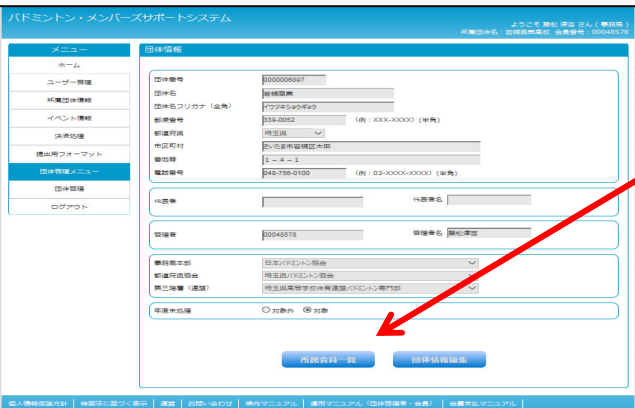 バドミントン・メンバーズサポートシステム
ようこそ 勝松 津吉 さん ( 事務局 )
所属団体名：岩槻商業高校 会員番号：00048578
メニュー
ホーム
ユーザー管理
所属団体情報
イベント情報
決済処理
提出用フォーマット
団体管理メニュー
団体管理
ログアウト
団体情報
団体番号 0000006897
団体名 岩槻商業
団体名フリガナ（全角） イワツキショウギョウ
郵便番号 339-0052 (例：XXX-XXXX) (半角)
都道府県 埼玉県
市区町村 さいたま市岩槻区太田
番地等 １－４－１
電話番号 048-756-0100 (例：03-XXXX-XXXX) (半角)
代表者 代表者名
管理者 00048578 管理者名 勝松津吉
事務局本部 日本バドミントン協会
都道府県協会 埼玉県バドミントン協会
第三階層（連盟） 埼玉県高等学校体育連盟バドミントン専門部
年度末処理 対象外 対象
所属会員一覧 団体情報編集
個人情報保護方針 | 特商法に基づく表示 | 運営 | お問い合わせ | 操作マニュアル | 運用マニュアル（団体管理者・会員） | 会費支払マニュアル |